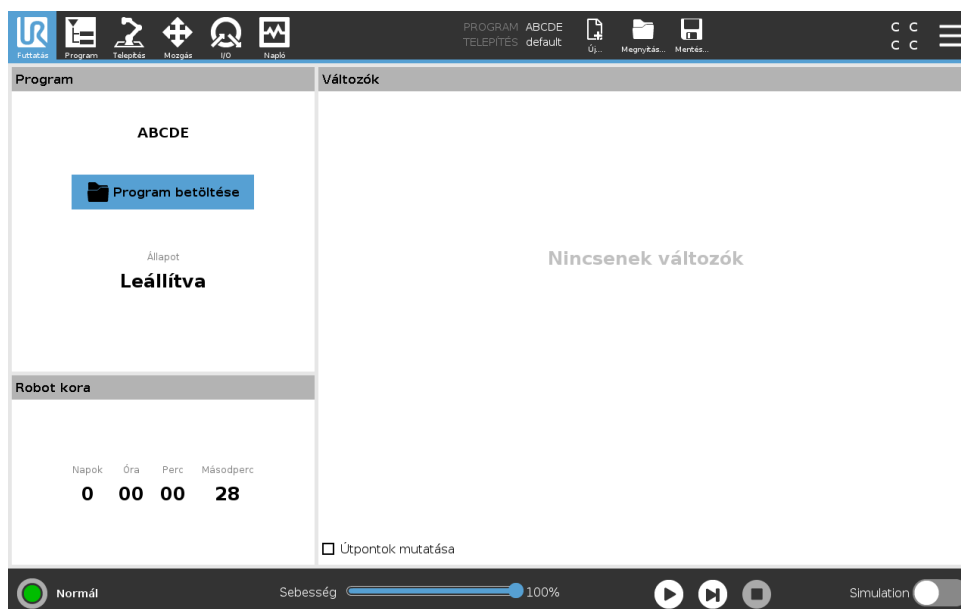 UR
PROGRAM ABCDE
TELEPÍTÉS default
C C
C C
Futtatás Program Telepítés Mozgás I/O Napló Új... Megnyitás... Mentés...
Program
ABCDE
Program betöltése
Állapot
Leállítva
Robot kora
Napok Óra Perc Másodperc
0 00 00 28
Változók
Nincsenek változók
Útpontok mutatása
Normál Sebesség 100% Simulation